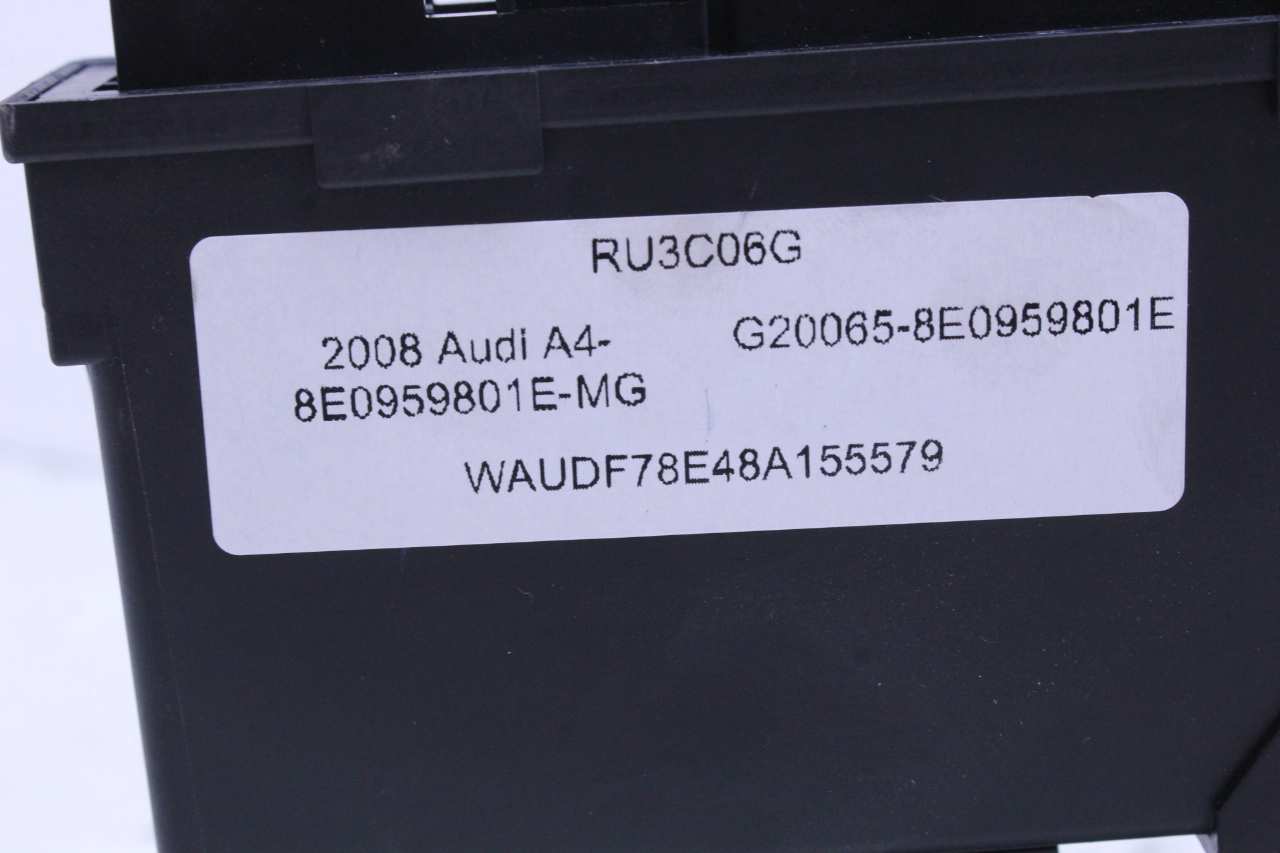 RU3C06G
2008 Audi A4-
8E0959801E-MG
G20065-8E0959801E
WAUDF78E48A155579